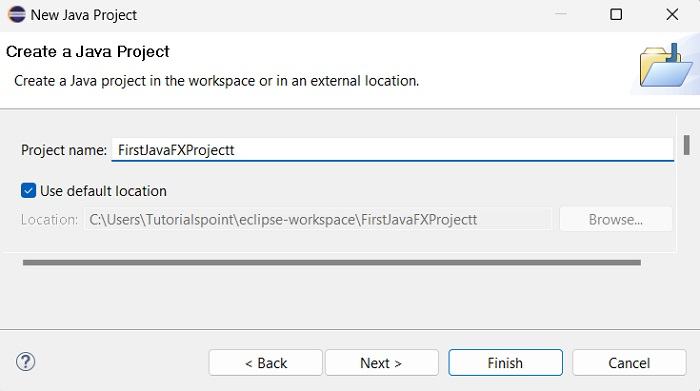 New Java Project
Create a Java Project
Create a Java project in the workspace or in an external location.
Project name: FirstJavaFXProjectt
Use default location
Location: C:\Users\Tutorialspoint\eclipse-workspace\FirstJavaFXProjectt Browse...
? < Back Next > Finish Cancel